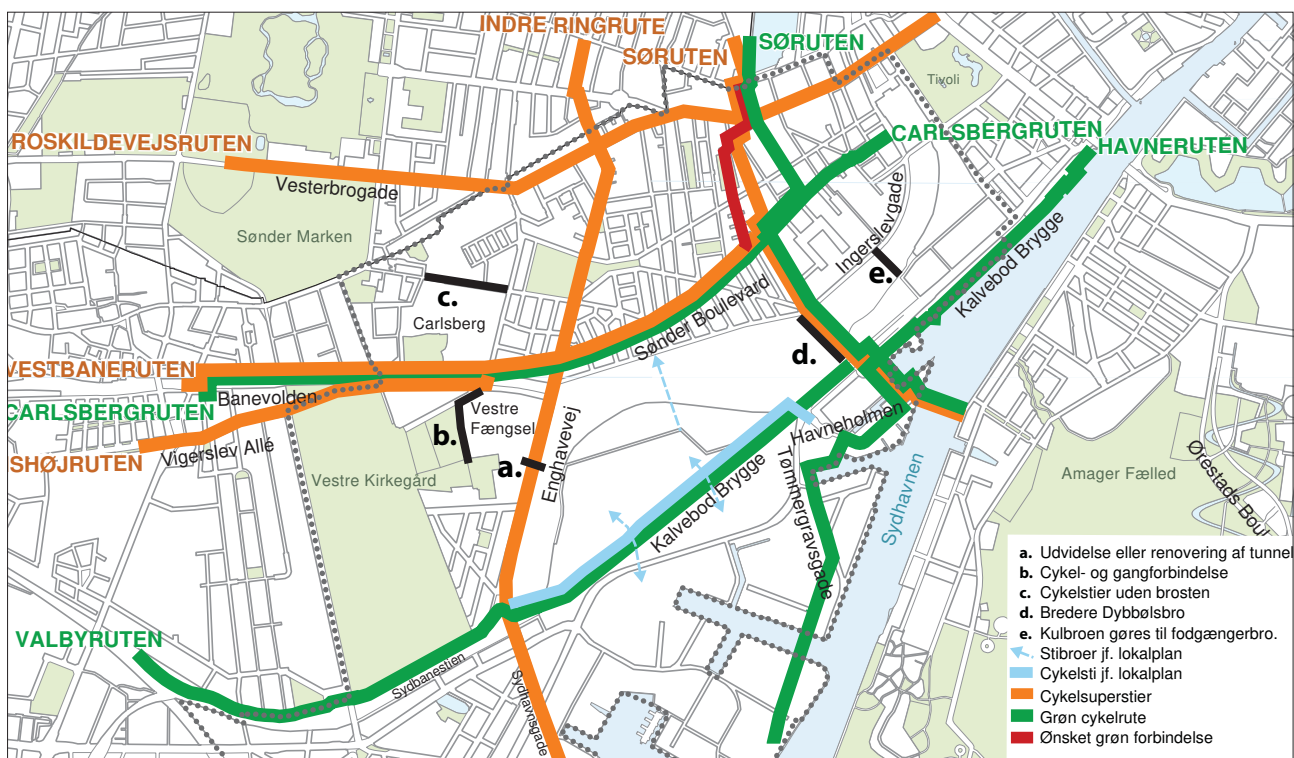 INDRE RINGRUTE
SØRUTEN
SØRUTEN
Tivoli
CARLSBERGRUTEN
HAVNERUTEN
ROSKILDEVEJSRUTEN
Vesterbrogade
Sønder Marken
Ingerslevgade
Kalvebod Brygge
e.
c.
Carlsberg
Sønder Boulevard
d.
VESTBANERUTEN
Banevolden
CARLSBERGRUTEN
Vestre
Fængsel
b.
Havneholmen
SHØJRUTEN
Vigerslev Allé
a.
Enghavevej
Vestre Kirkegård
Kalvebod Brygge
Tømmergravsgade
Sydhavnen
Amager Fælled
Ørestads Boul
VALBYRUTEN
Sydbanestien
Sydhavnsgade
a. Udvidelse eller renovering af tunnel
b. Cykel- og gangforbindelse
c. Cykelstier uden brosten
d. Bredere Dybbølsbro
e. Kulbroen gøres til fodgængerbro.
Stibroer jf. lokalplan
Cykelsti jf. lokalplan
Cykelsuperstier
Grøn cykelrute
Ønsket grøn forbindelse